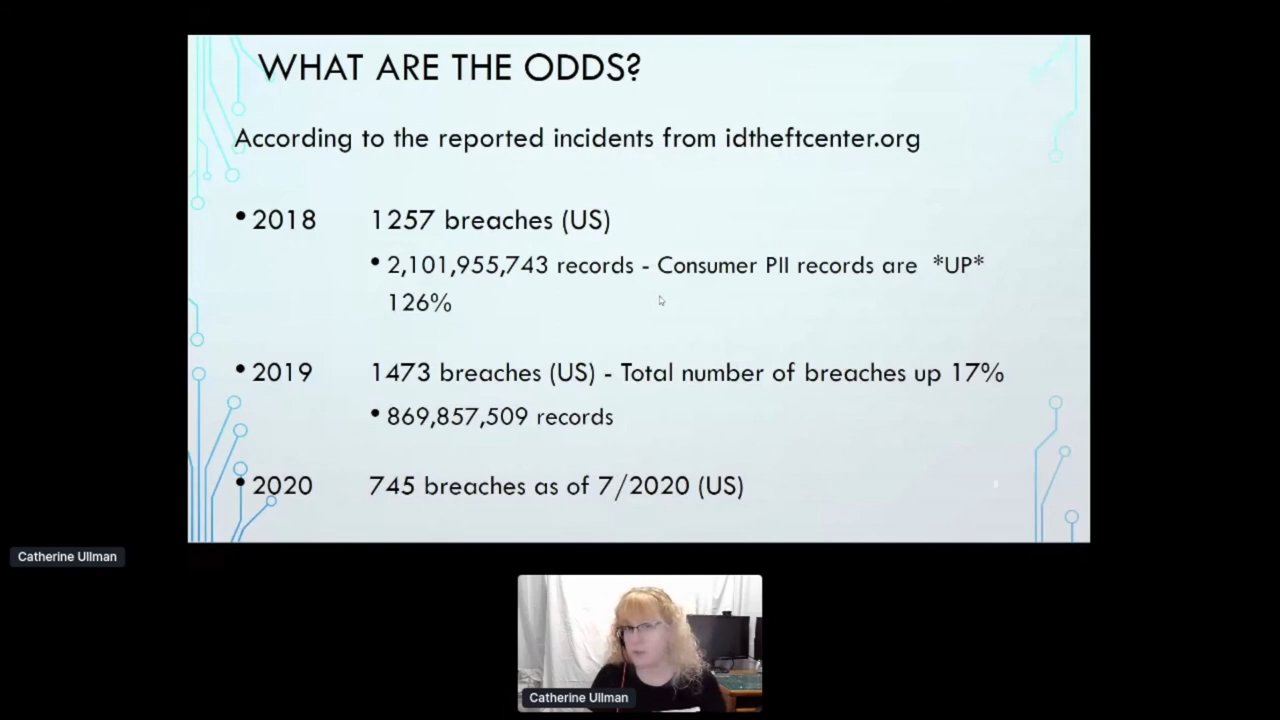 WHAT ARE THE ODDS?
According to the reported incidents from idtheftcenter.org
• 2018 1257 breaches (US)
• 2,101,955,743 records - Consumer PII records are *UP*
126%
• 2019 1473 breaches (US) - Total number of breaches up 17%
• 869,857,509 records
• 2020 745 breaches as of 7/2020 (US)
Catherine Ullman
Catherine Ullman